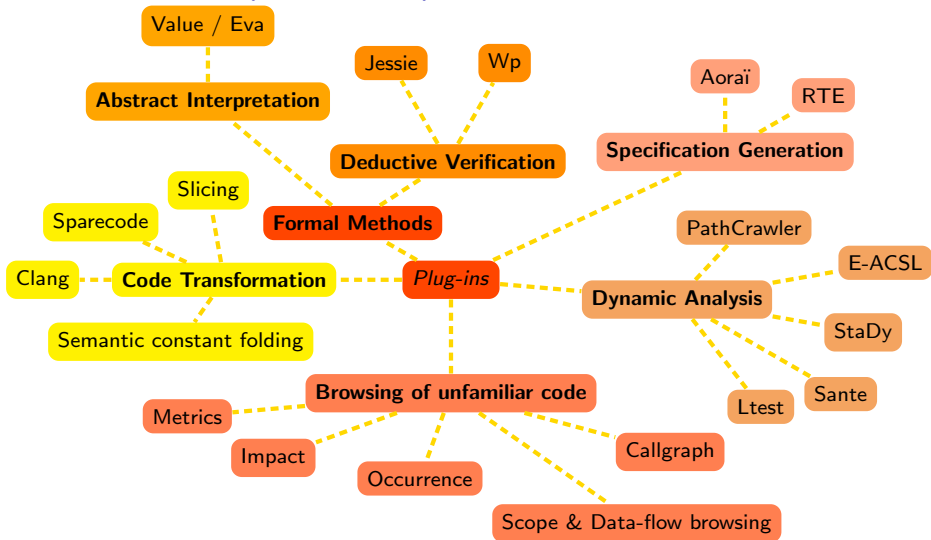 Value / Eva
Jessie
Wp
Aoraï
RTE
Abstract Interpretation
Deductive Verification
Specification Generation
Slicing
Sparecode
Formal Methods
PathCrawler
Clang
Code Transformation
Plug-ins
Dynamic Analysis
E-ACSL
StaDy
Semantic constant folding
Browsing of unfamiliar code
Ltest
Sante
Metrics
Impact
Occurrence
Callgraph
Scope & Data-flow browsing